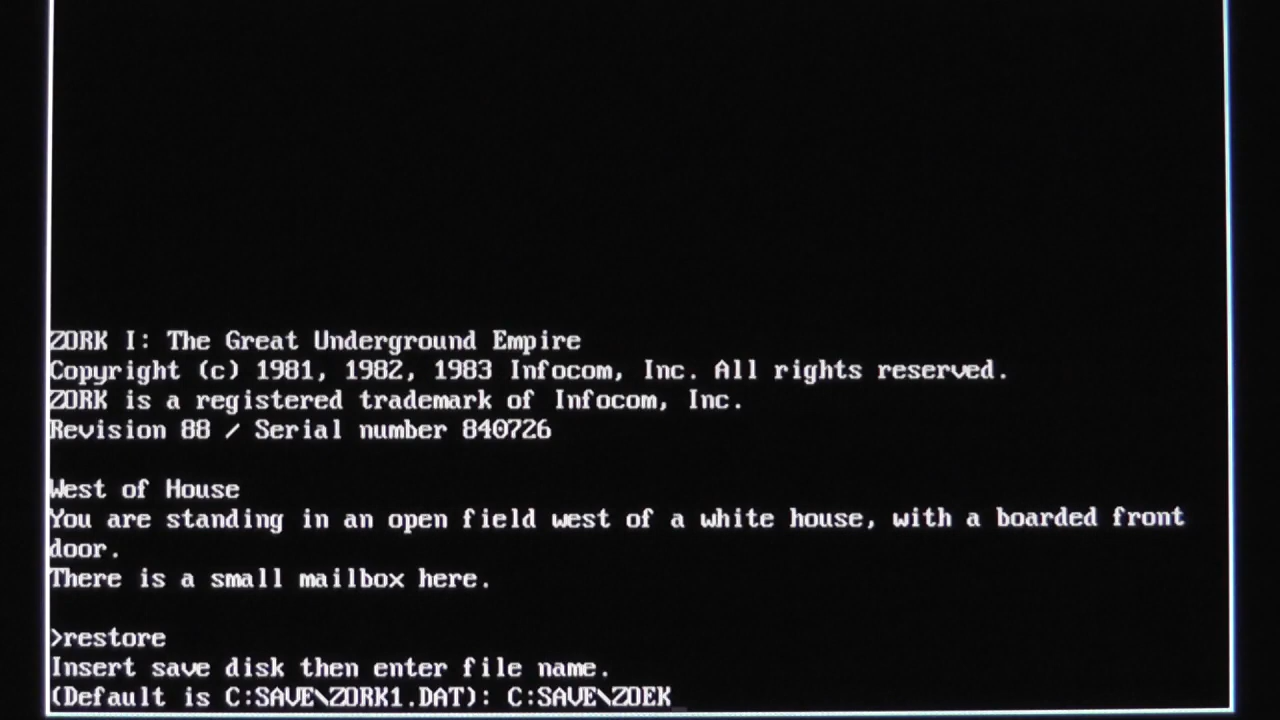 ZORK I: The Great Underground Empire
Copyright (c) 1981, 1982, 1983 Infocom, Inc. All rights reserved.
ZORK is a registered trademark of Infocom, Inc.
Revision 88 / Serial number 840726
West of House
You are standing in an open field west of a white house, with a boarded front
door.
There is a small mailbox here.
>restore
Insert save disk then enter file name.
(Default is C:SAVE\ZORK1.DAT): C:SAVE\ZOEK